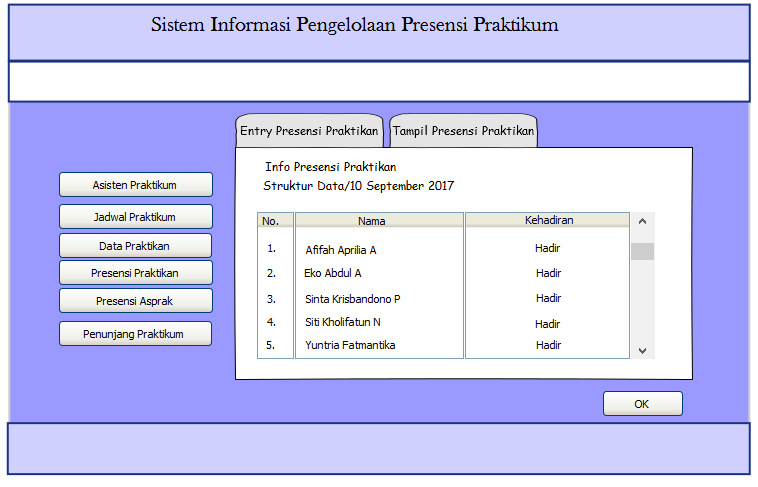 Sistem Informasi Pengelolaan Presensi Praktikum
Entry Presensi Praktikan Tampil Presensi Praktikan
Info Presensi Praktikan
Struktur Data/10 September 2017
Asisten Praktikum
Jadwal Praktikum
Data Praktikan
Presensi Praktikan
Presensi Asprak
Penunjang Praktikum
No. Nama Kehadiran
1. Afifah Aprilia A Hadir
2. Eko Abdul A Hadir
3. Sinta Krisbandono P Hadir
4. Siti Kholifatun N Hadir
5. Yuntria Fatmantika Hadir
OK